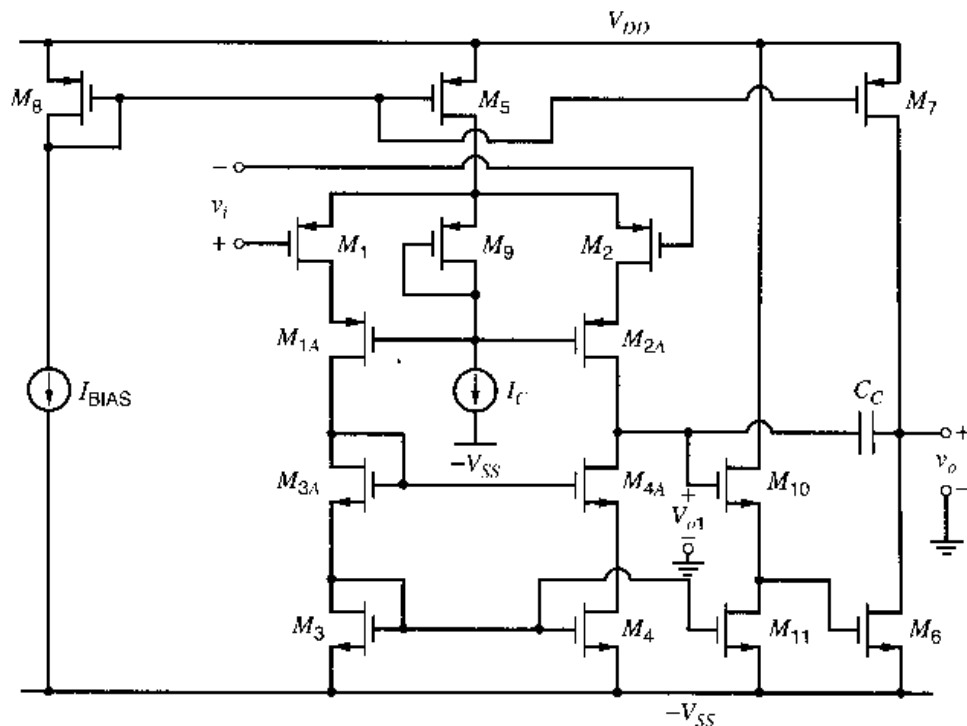 V_DD
M_8
M_5
M_7
−
v_i
+
M_1
M_9
M_2
M_1A
M_2A
I_BIAS
I_C
C_C
+
v_o
−
−V_SS
M_3A
M_4A
M_10
+
V_o1
−
M_3
M_4
M_11
M_6
−V_SS